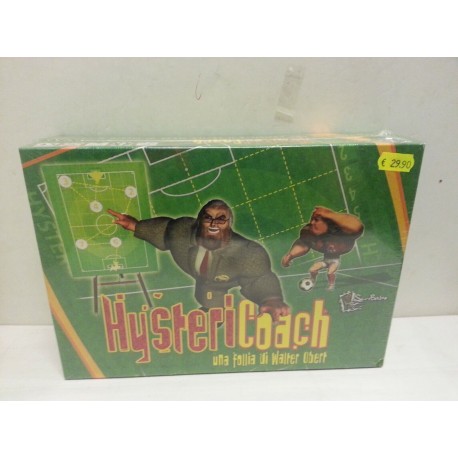 € 29.90
HYSTERICOACH
una follia di Walter Obert